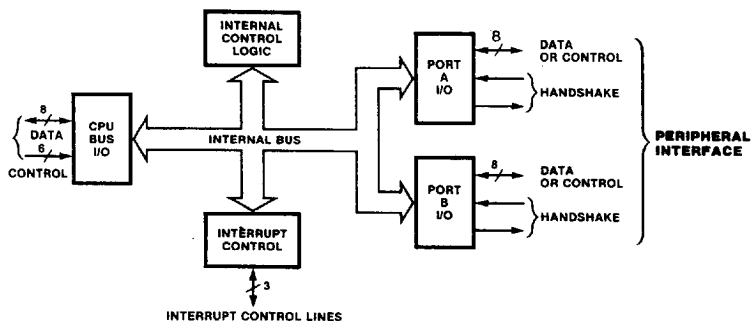 INTERNAL
CONTROL
LOGIC
8
DATA
6
CONTROL
CPU
BUS
I/O
INTERNAL BUS
INTERRUPT
CONTROL
3
INTERRUPT CONTROL LINES
PORT
A
I/O
8
DATA
OR CONTROL
HANDSHAKE
PORT
B
I/O
8
DATA
OR CONTROL
HANDSHAKE
PERIPHERAL
INTERFACE